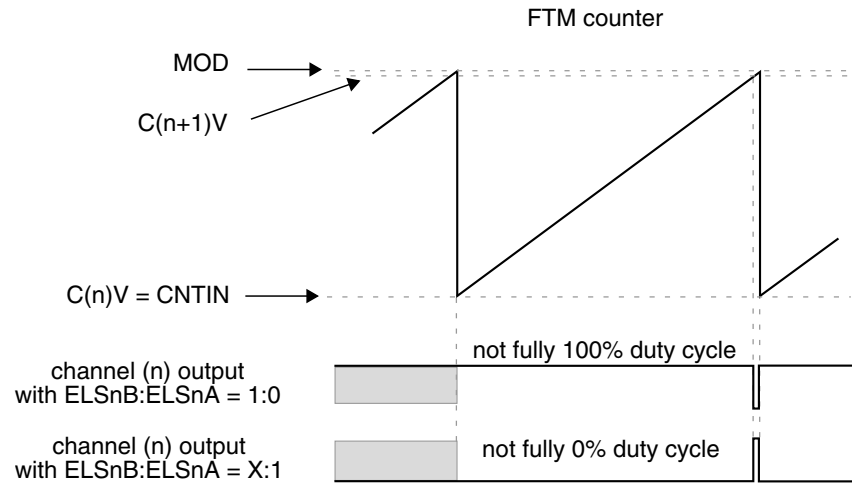 FTM counter
MOD
C(n+1)V
C(n)V = CNTIN
not fully 100% duty cycle
channel (n) output
with ELSnB:ELSnA = 1:0
channel (n) output
with ELSnB:ELSnA = X:1
not fully 0% duty cycle